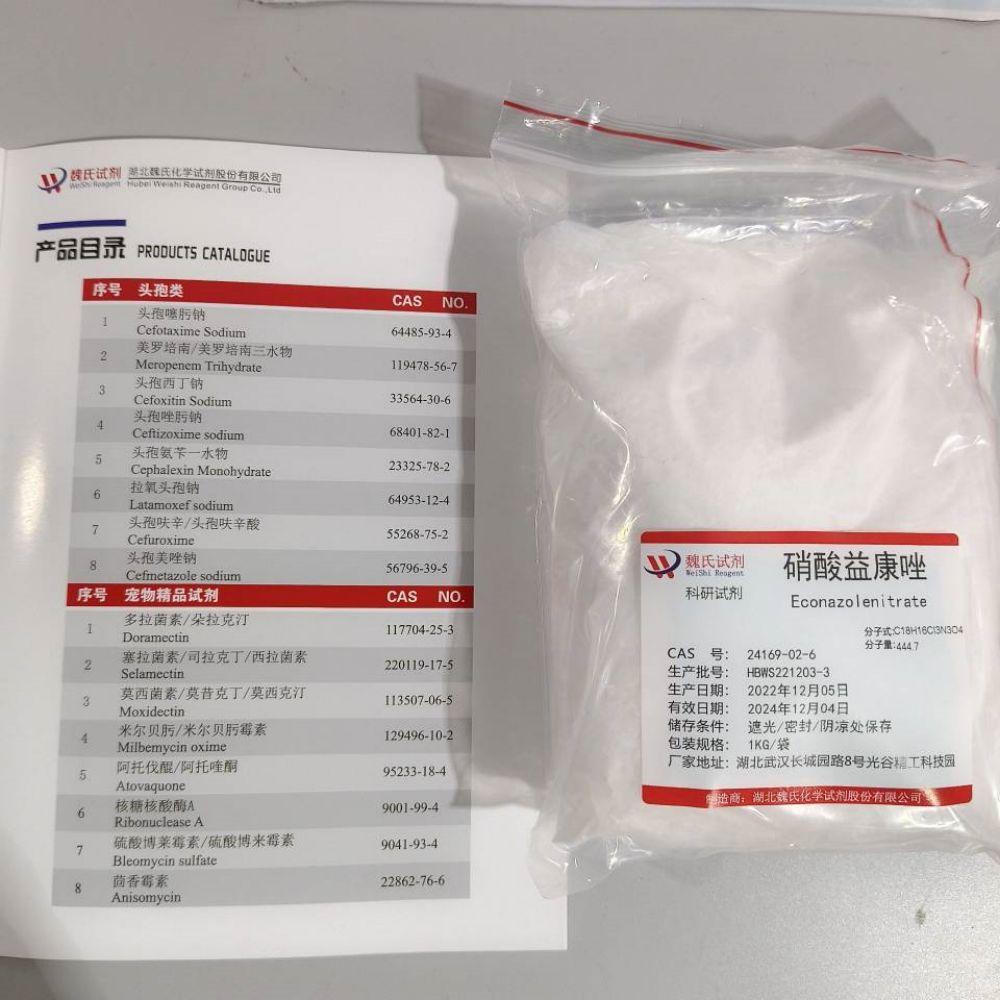 魏氏试剂 湖北魏氏化学试剂股份有限公司
WeiShi Reagent Hubei Weishi Reagent Group Co.,Ltd
产品目录 PRODUCTS CATALOGUE
序号 头孢类 CAS NO.
1 头孢噻肟钠
Cefotaxime Sodium 64485-93-4
2 美罗培南/美罗培南三水物
Meropenem Trihydrate 119478-56-7
3 头孢西丁钠
Cefoxitin Sodium 33564-30-6
4 头孢唑肟钠
Ceftizoxime sodium 68401-82-1
5 头孢氨苄一水物
Cephalexin Monohydrate 23325-78-2
6 拉氧头孢钠
Latamoxef sodium 64953-12-4
7 头孢呋辛/头孢呋辛酸
Cefuroxime 55268-75-2
8 头孢美唑钠
Cefmetazole sodium 56796-39-5
序号 宠物精品试剂 CAS NO.
1 多拉菌素/朵拉克汀
Doramectin 117704-25-3
2 塞拉菌素/司拉克丁/西拉菌素
Selamectin 220119-17-5
3 莫西菌素/莫昔克丁/莫西克汀
Moxidectin 113507-06-5
4 米尔贝肟/米尔贝肟霉素
Milbemycin oxime 129496-10-2
5 阿托伐醌/阿托喹酮
Atovaquone 95233-18-4
6 核糖核酸酶A
Ribonuclease A 9001-99-4
7 硫酸博莱霉素/硫酸博来霉素
Bleomycin sulfate 9041-93-4
8 茴香霉素
Anisomycin 22862-76-6
魏氏试剂 硝酸益康唑
WeiShi Reagent
科研试剂 Econazolenitrate
分子式:C18H16Cl3N3O4
分子量:444.7
CAS 号: 24169-02-6
生产批号: HBWS221203-3
生产日期: 2022年12月05日
有效日期: 2024年12月04日
储存条件: 遮光/密封/阴凉处保存
包装规格: 1KG/袋
厂家地址: 湖北武汉长城园路8号光谷精工科技园
制造商: 湖北魏氏化学试剂股份有限公司